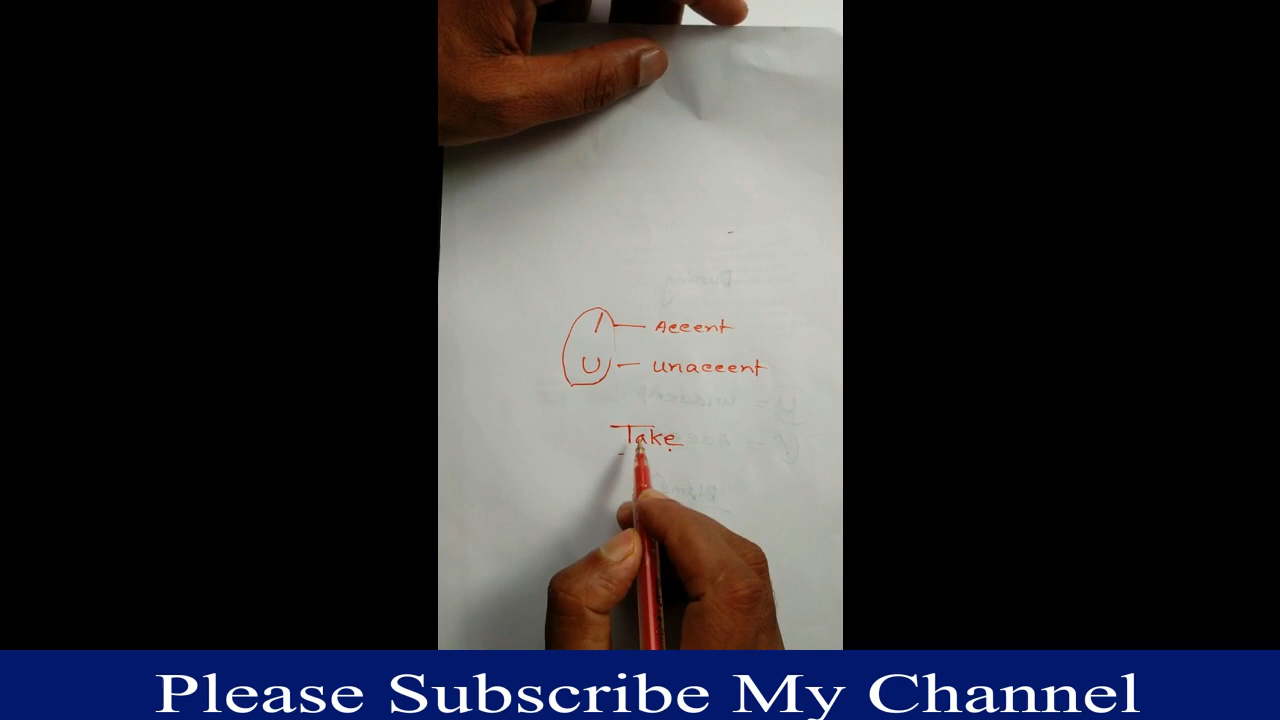 / — Accent
U — unaccent
Take
Please Subscribe My Channel